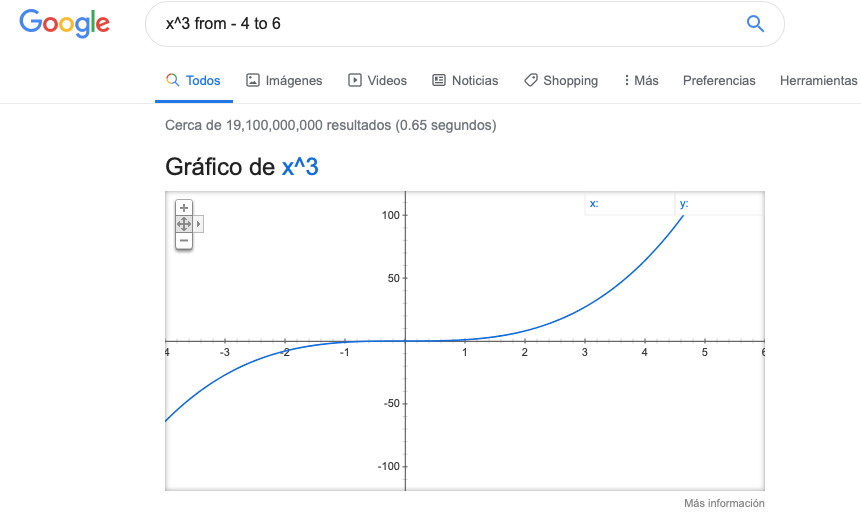 Google
x^3 from - 4 to 6
Todos Imágenes Videos Noticias Shopping Más Preferencias Herramientas
Cerca de 19,100,000,000 resultados (0.65 segundos)
Gráfico de x^3
x: y:
100
50
4 -3 -2 -1 1 2 3 4 5 6
-50
-100
Más información